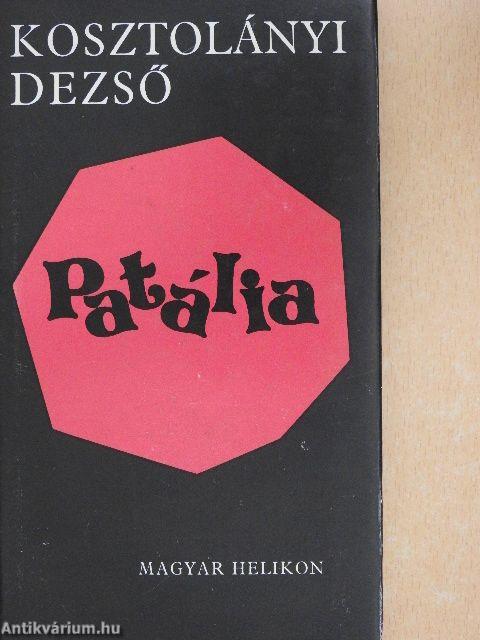 KOSZTOLÁNYI
DEZSŐ
Patália
MAGYAR HELIKON
Antikvárium.hu